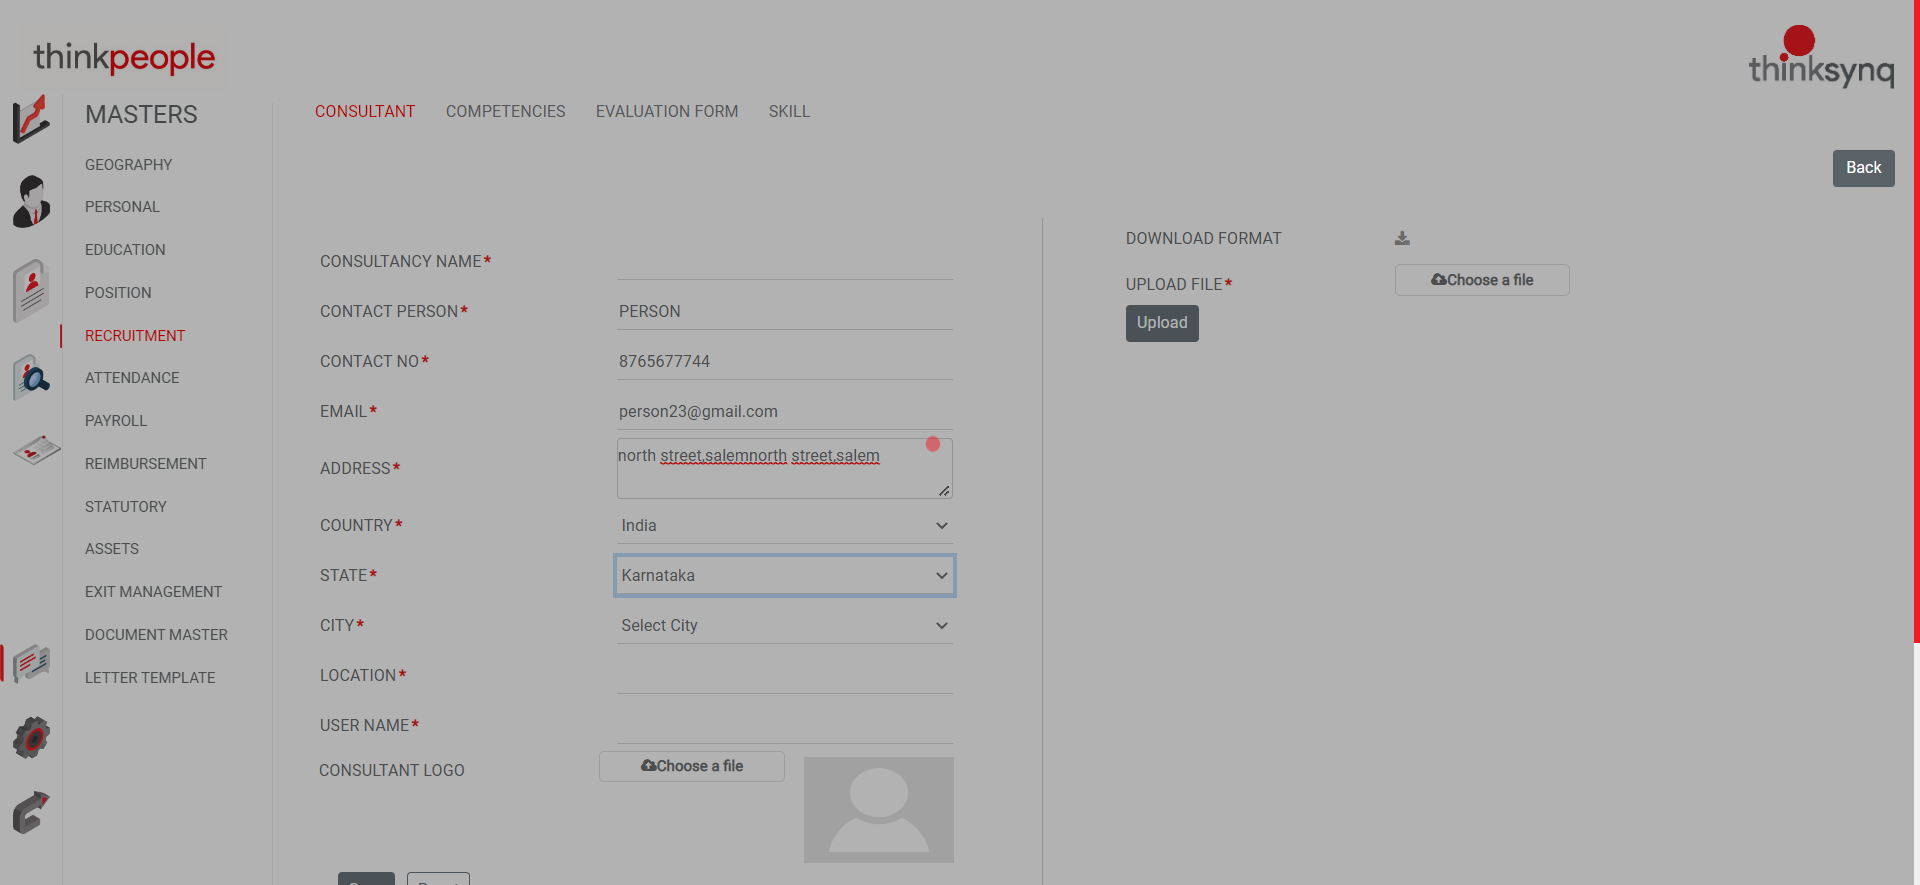 thinkpeople
thinksynq
MASTERS
GEOGRAPHY
PERSONAL
EDUCATION
POSITION
RECRUITMENT
ATTENDANCE
PAYROLL
REIMBURSEMENT
STATUTORY
ASSETS
EXIT MANAGEMENT
DOCUMENT MASTER
LETTER TEMPLATE
CONSULTANT COMPETENCIES EVALUATION FORM SKILL
Back
CONSULTANCY NAME*
CONTACT PERSON* PERSON
CONTACT NO* 8765677744
EMAIL* person23@gmail.com
ADDRESS* north street,salemnorth street,salem
COUNTRY* India
STATE* Karnataka
CITY* Select City
LOCATION*
USER NAME*
CONSULTANT LOGO Choose a file
DOWNLOAD FORMAT
UPLOAD FILE* Choose a file
Upload